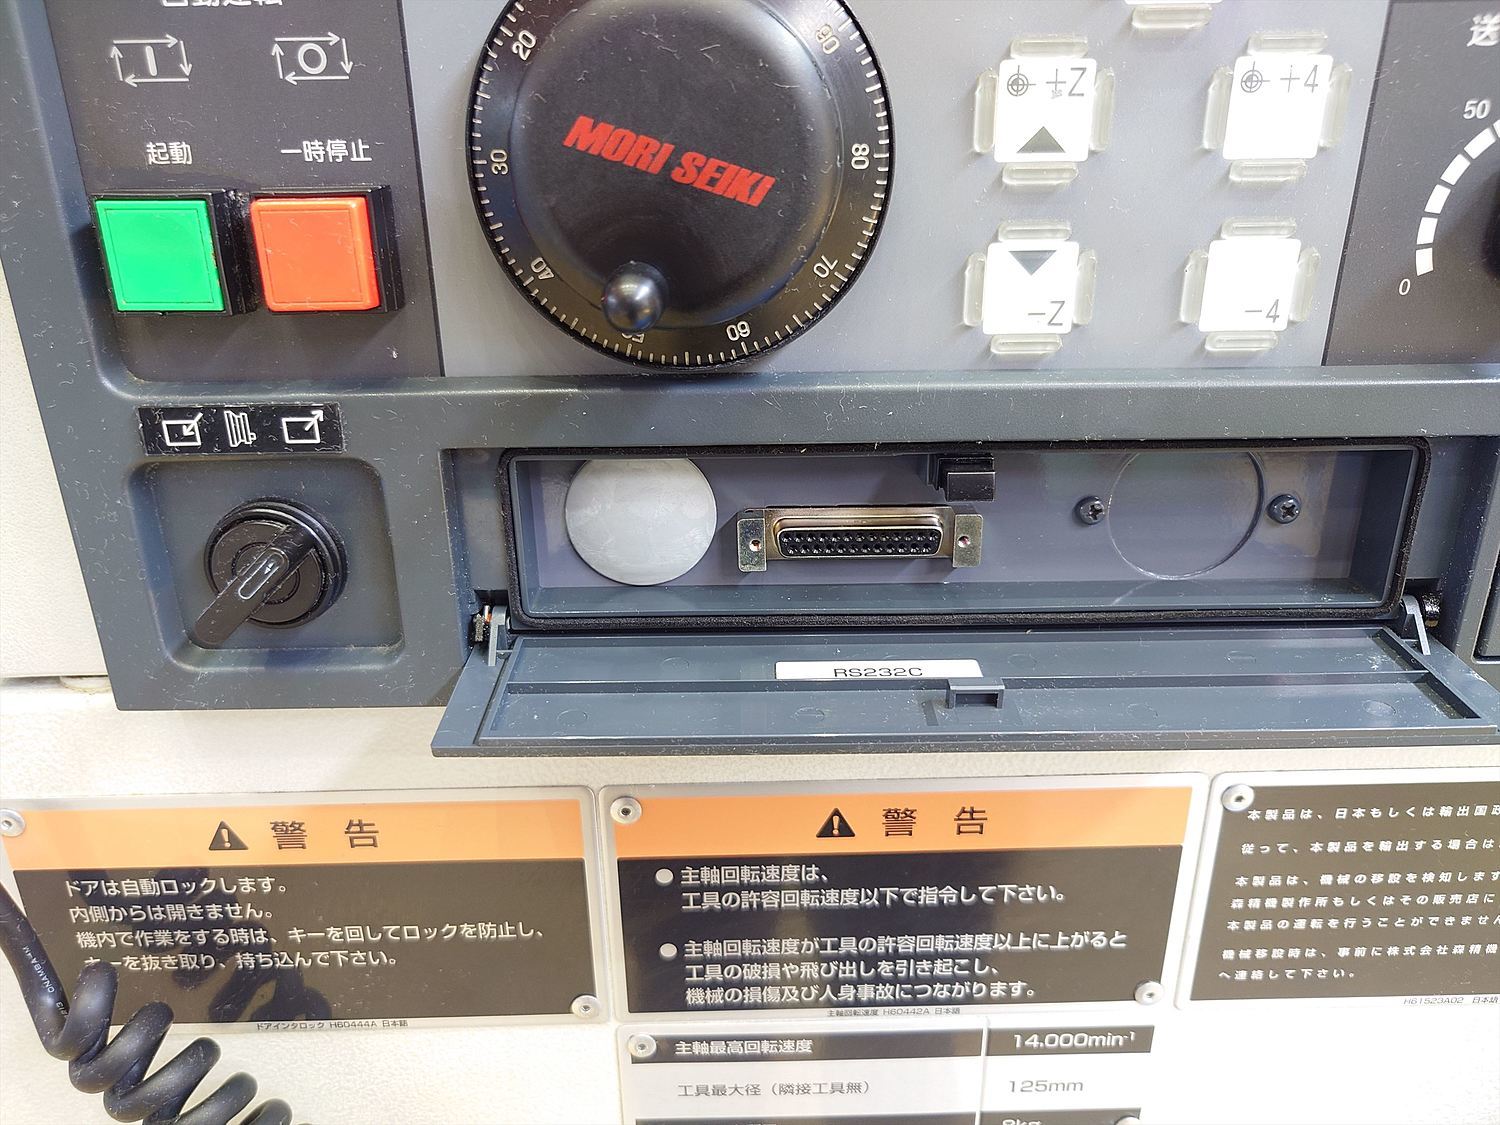 自動運転
起動
一時停止
20
30
40
50
60
70
80
90
MORI SEIKI
+Z
+4
-Z
-4
送
50
0
RS232C
警告
ドアは自動ロックします。
内側からは開きません。
機内で作業をする時は、キーを回してロックを防止し、
キーを抜き取り、持ち込んで下さい。
ドアインタロック H60444A 日本語
警告
●主軸回転速度は、
工具の許容回転速度以下で指令して下さい。
●主軸回転速度が工具の許容回転速度以上に上がると
工具の破損や飛び出しを引き起こし、
機械の損傷及び人身事故につながります。
主軸回転速度 H60442A 日本語
本製品は、日本もしくは輸出国政
従って、本製品を輸出する場合は
本製品は、機械の移設を検知します
森精機製作所もしくはその販売店に
本製品の運転を行うことができません
機械移設時は、事前に株式会社森精機
へ連絡して下さい。
H61523A02 日本語
主軸最高回転速度 14,000min⁻¹
工具最大径（隣接工具無） 125mm
8kg